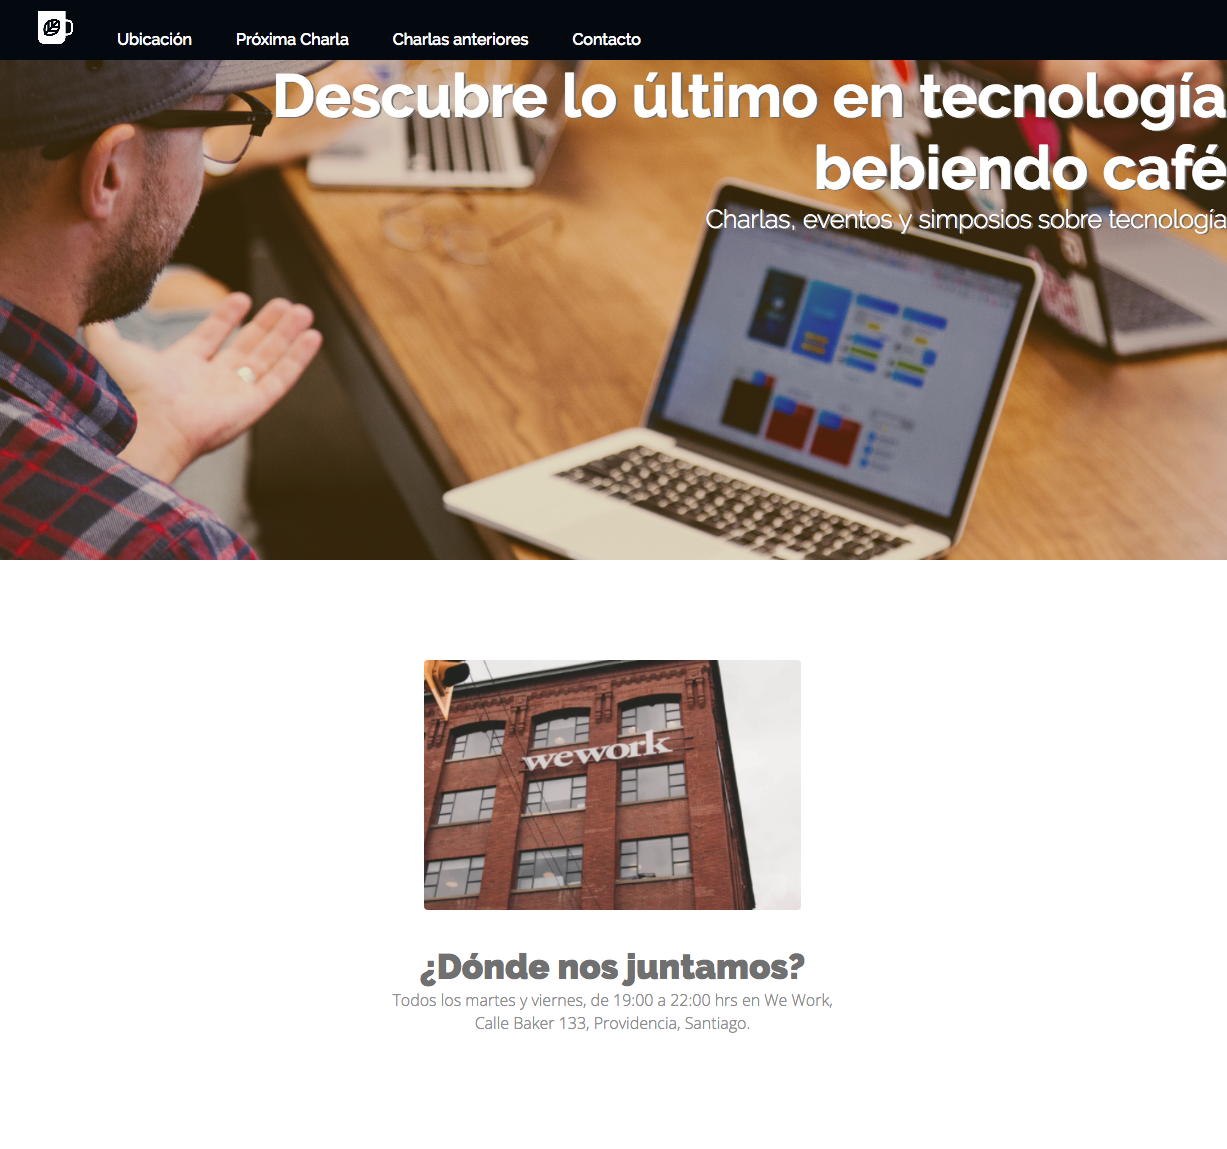 Ubicación Próxima Charla Charlas anteriores Contacto
Descubre lo último en tecnología
bebiendo café
Charlas, eventos y simposios sobre tecnología
wework
¿Dónde nos juntamos?
Todos los martes y viernes, de 19:00 a 22:00 hrs en We Work,
Calle Baker 133, Providencia, Santiago.